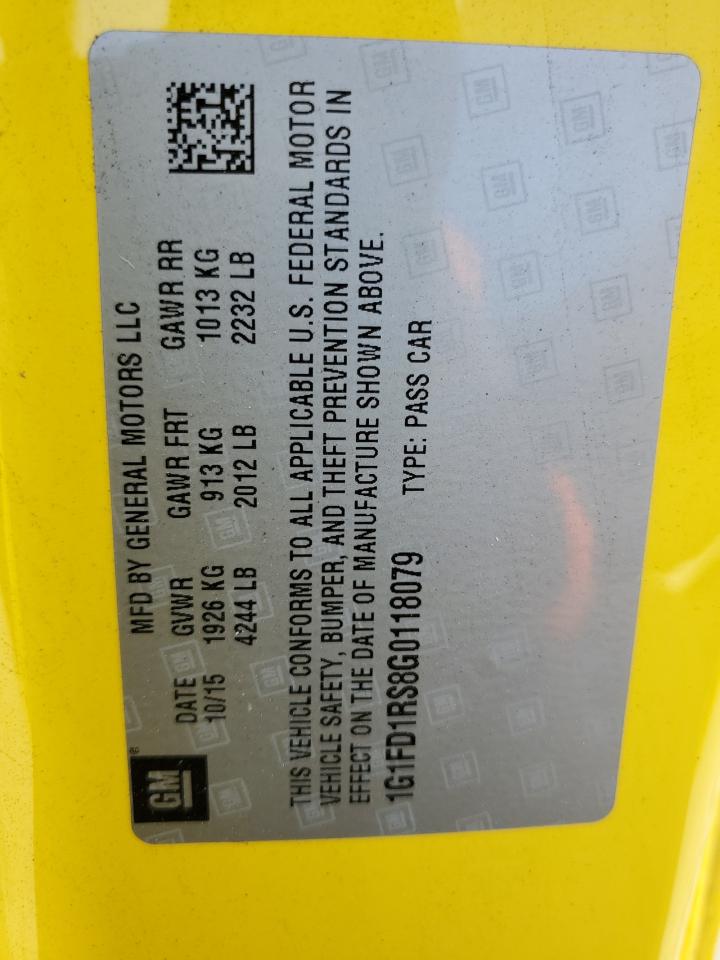 GM
MFD BY GENERAL MOTORS LLC
DATE GVWR GAWR FRT GAWR RR
10/15 1926 KG 913 KG 1013 KG
4244 LB 2012 LB 2232 LB
THIS VEHICLE CONFORMS TO ALL APPLICABLE U.S. FEDERAL MOTOR
VEHICLE SAFETY, BUMPER, AND THEFT PREVENTION STANDARDS IN
EFFECT ON THE DATE OF MANUFACTURE SHOWN ABOVE.
1G1FD1RS8G0118079 TYPE: PASS CAR